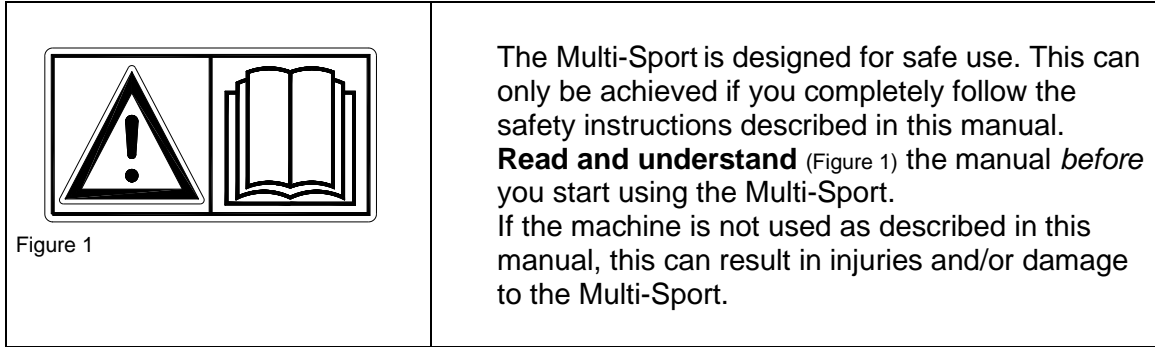 Figure 1
The Multi-Sport is designed for safe use. This can
only be achieved if you completely follow the
safety instructions described in this manual.
Read and understand (Figure 1) the manual before
you start using the Multi-Sport.
If the machine is not used as described in this
manual, this can result in injuries and/or damage
to the Multi-Sport.